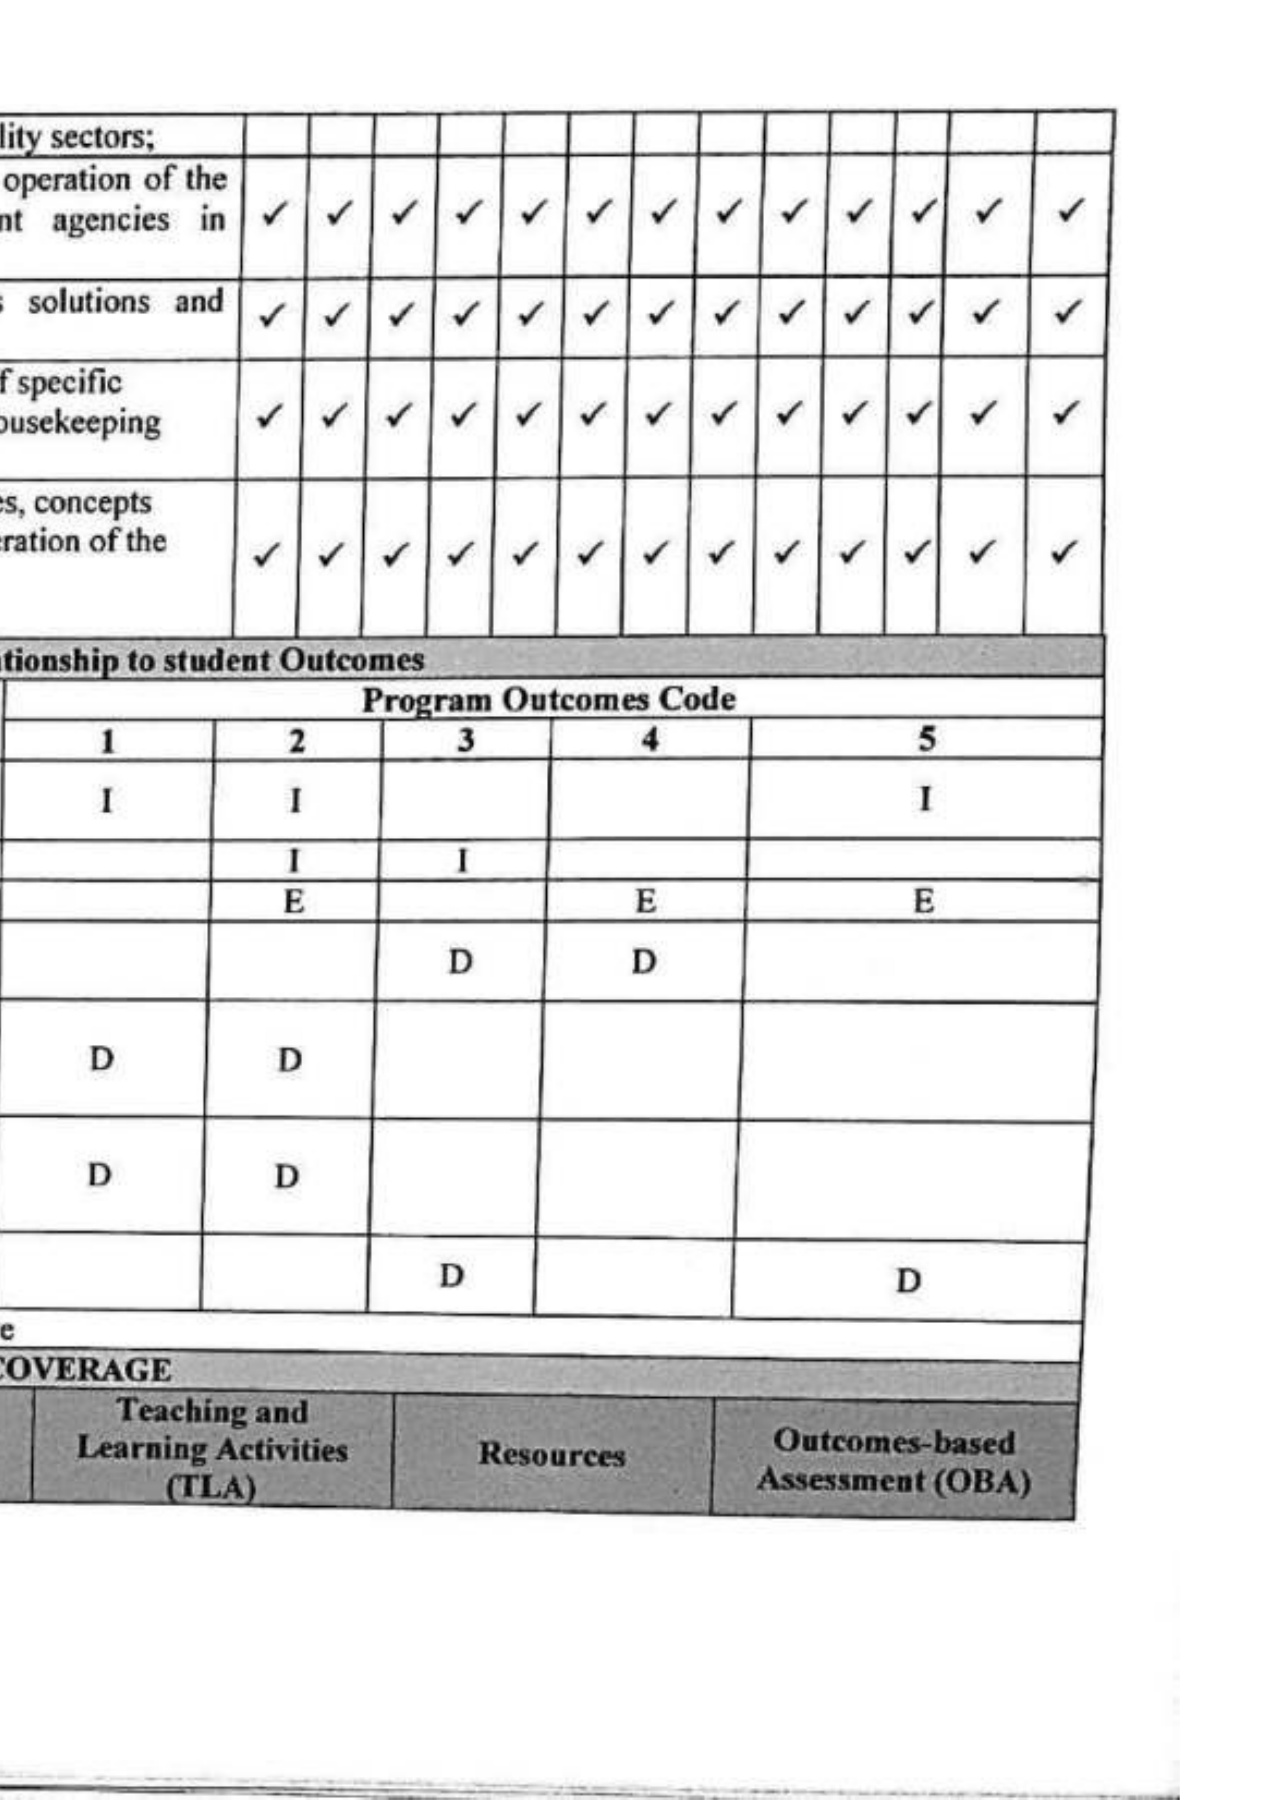 lity sectors;
operation of the
nt agencies in
✓ ✓ ✓ ✓ ✓ ✓ ✓ ✓ ✓ ✓ ✓ ✓ ✓
s solutions and
✓ ✓ ✓ ✓ ✓ ✓ ✓ ✓ ✓ ✓ ✓ ✓ ✓
f specific
ousekeeping
✓ ✓ ✓ ✓ ✓ ✓ ✓ ✓ ✓ ✓ ✓ ✓ ✓
es, concepts
eration of the
✓ ✓ ✓ ✓ ✓ ✓ ✓ ✓ ✓ ✓ ✓ ✓ ✓
tionship to student Outcomes
Program Outcomes Code
1 2 3 4 5
I I I
I I
E E E
D D
D D
D D
D D
e
COVERAGE
Teaching and
Learning Activities
(TLA)
Resources
Outcomes-based
Assessment (OBA)